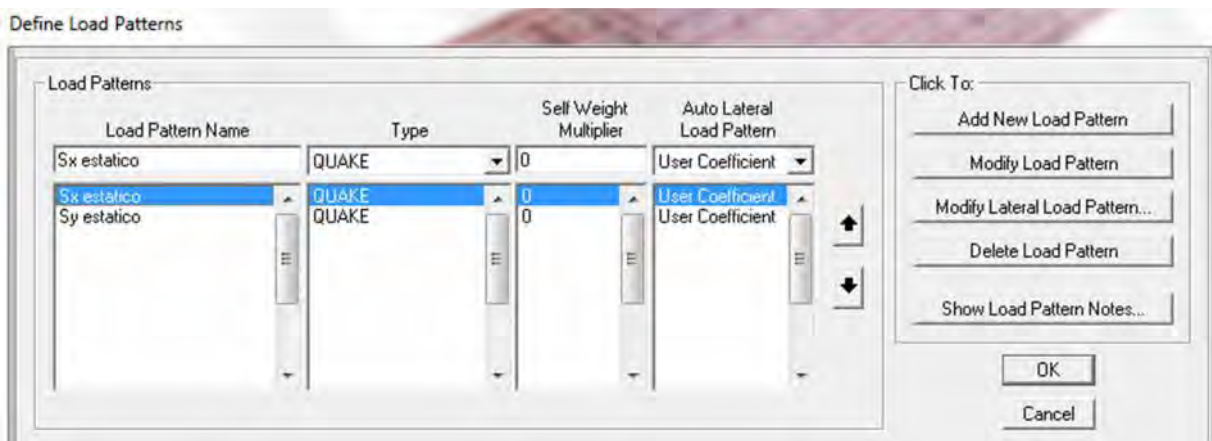 Define Load Patterns
Load Patterns
Click To:
Load Pattern Name
Type
Self Weight
Multiplier
Auto Lateral
Load Pattern
Sx estatico
QUAKE
0
User Coefficient
Sx estatico
QUAKE
0
User Coefficient
Sy estatico
QUAKE
0
User Coefficient
Add New Load Pattern
Modify Load Pattern
Modify Lateral Load Pattern...
Delete Load Pattern
Show Load Pattern Notes...
OK
Cancel